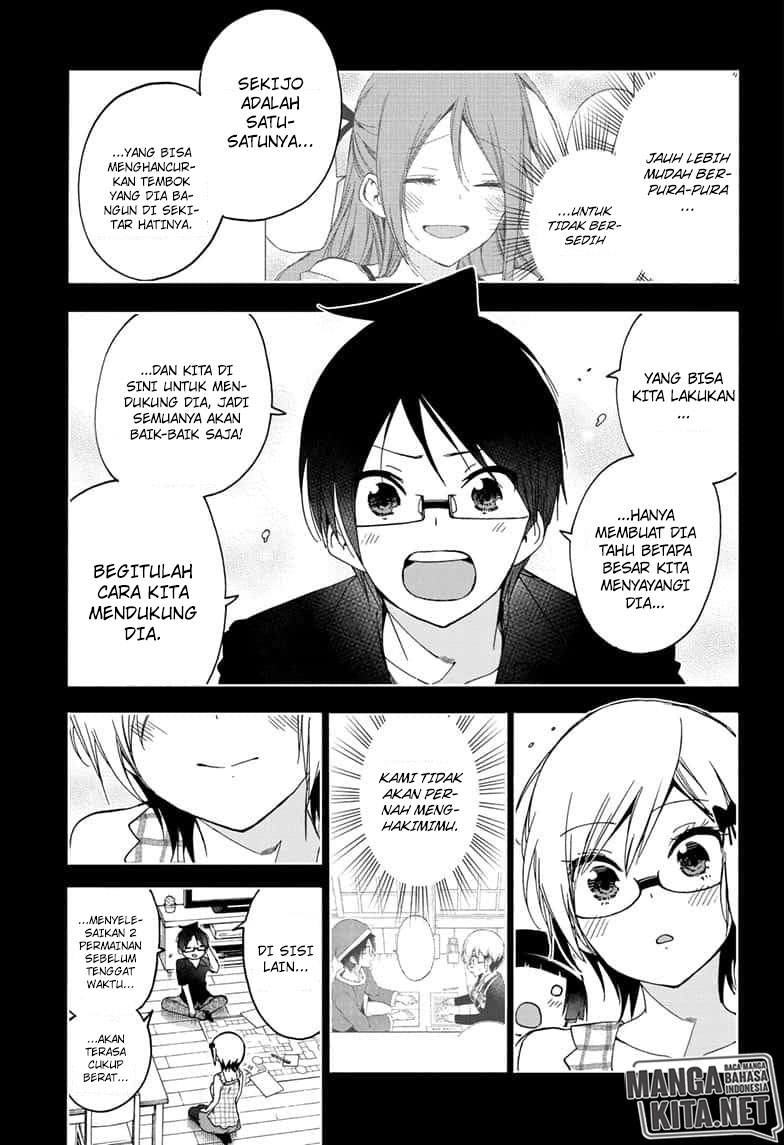 JAUH LEBIH
MUDAH BER-
PURA-PURA
...
...UNTUK
TIDAK BER-
SEDIH
SEKIJO
ADALAH
SATU-
SATUNYA...
...YANG BISA
MENGHANCUR-
KAN TEMBOK
YANG DIA BA-
NGUN DI SEKI-
TAR HATINYA.
YANG BISA
KITA LAKUKAN
...
...HANYA
MEMBUAT DIA
TAHU BETAPA
BESAR KITA
MENYAYANGI
DIA...
...DAN KITA DI
SINI UNTUK MEN-
DUKUNG DIA, JADI
SEMUANYA AKAN
BAIK-BAIK SAJA!
BEGITULAH
CARA KITA
MENDUKUNG
DIA.
KAMI TIDAK
AKAN PER-
NAH MENG-
HAKIMIMU.
DI SISI
LAIN...
...MENYELE-
SAIKAN 2
PERMAINAN
SEBELUM
TENGGAT
WAKTU...
...AKAN
TERASA
CUKUP
BERAT...
MANGA
BACA MANGA
BAHASA
INDONESIA
KITA.NET